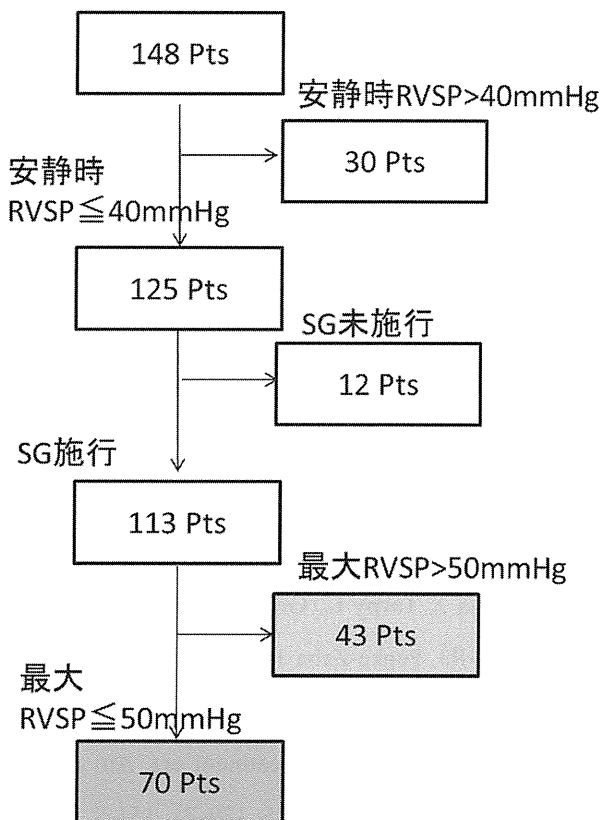 148 Pts
安静時RVSP>40mmHg
30 Pts
安静時
RVSP≦40mmHg
125 Pts
SG未施行
12 Pts
SG施行
113 Pts
最大RVSP>50mmHg
43 Pts
最大
RVSP≦50mmHg
70 Pts